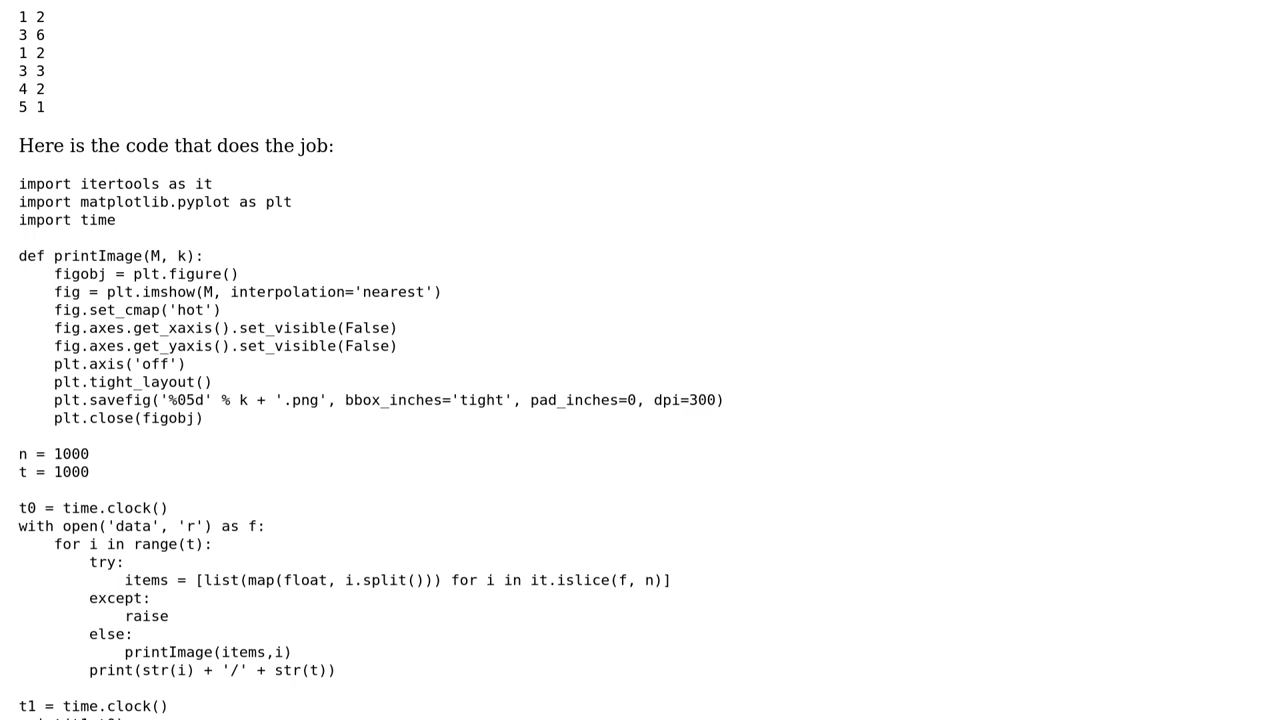 1 2
3 6
1 2
3 3
4 2
5 1
Here is the code that does the job:
import itertools as it
import matplotlib.pyplot as plt
import time
def printImage(M, k):
    figobj = plt.figure()
    fig = plt.imshow(M, interpolation='nearest')
    fig.set_cmap('hot')
    fig.axes.get_xaxis().set_visible(False)
    fig.axes.get_yaxis().set_visible(False)
    plt.axis('off')
    plt.tight_layout()
    plt.savefig('%05d' % k + '.png', bbox_inches='tight', pad_inches=0, dpi=300)
    plt.close(figobj)
n = 1000
t = 1000
t0 = time.clock()
with open('data', 'r') as f:
    for i in range(t):
        try:
            items = [list(map(float, i.split())) for i in it.islice(f, n)]
        except:
            raise
        else:
            printImage(items,i)
        print(str(i) + '/' + str(t))
t1 = time.clock()